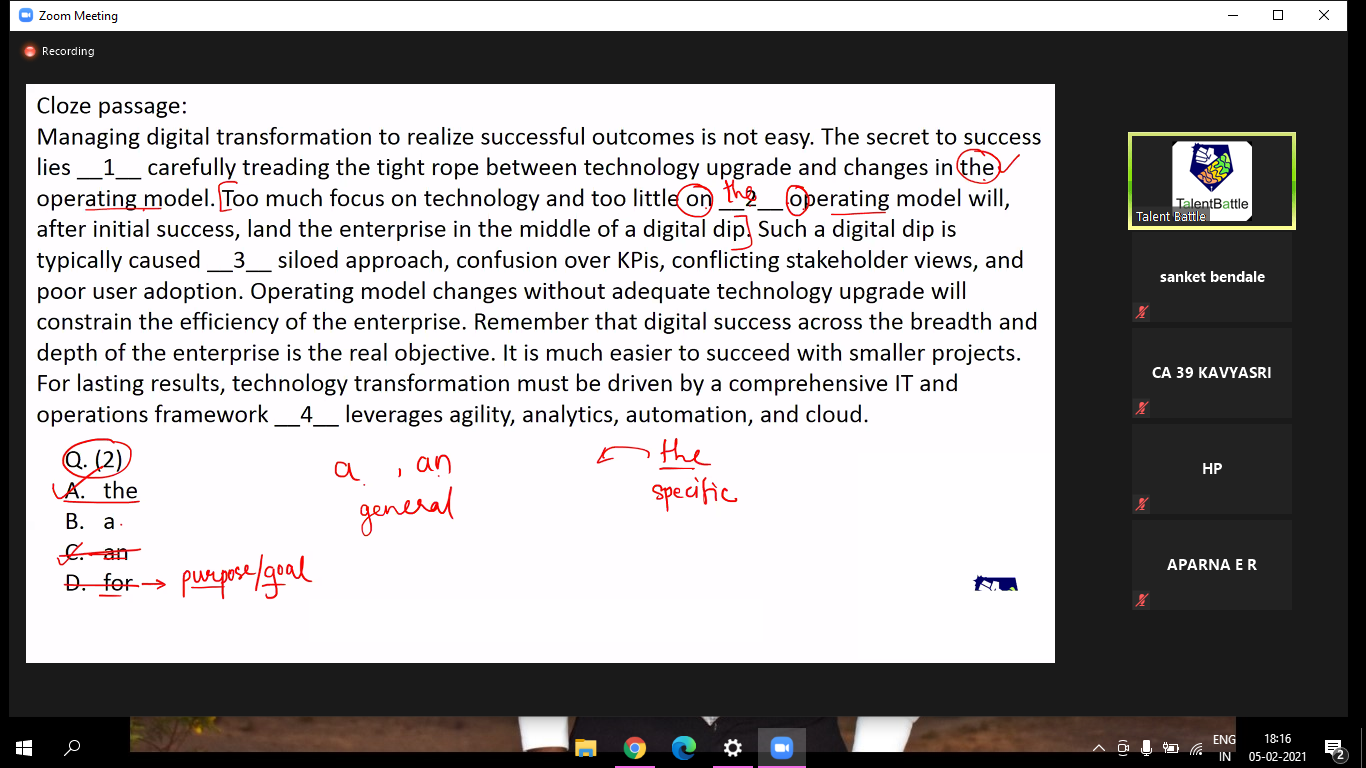 Zoom Meeting
Recording
Cloze passage:
Managing digital transformation to realize successful outcomes is not easy. The secret to success
lies __1__ carefully treading the tight rope between technology upgrade and changes in the
operating model. Too much focus on technology and too little on __2__ operating model will,
the
after initial success, land the enterprise in the middle of a digital dip. Such a digital dip is
typically caused __3__ siloed approach, confusion over KPis, conflicting stakeholder views, and
poor user adoption. Operating model changes without adequate technology upgrade will
constrain the efficiency of the enterprise. Remember that digital success across the breadth and
depth of the enterprise is the real objective. It is much easier to succeed with smaller projects.
For lasting results, technology transformation must be driven by a comprehensive IT and
operations framework __4__ leverages agility, analytics, automation, and cloud.
Q. (2)
A. the
B. a
C. an
D. for → purpose/goal
a , an
general
the
specific
TalentBattle
Talent Battle
sanket bendale
CA 39 KAVYASRI
HP
APARNA E R
ENG
IN
18:16
05-02-2021
2